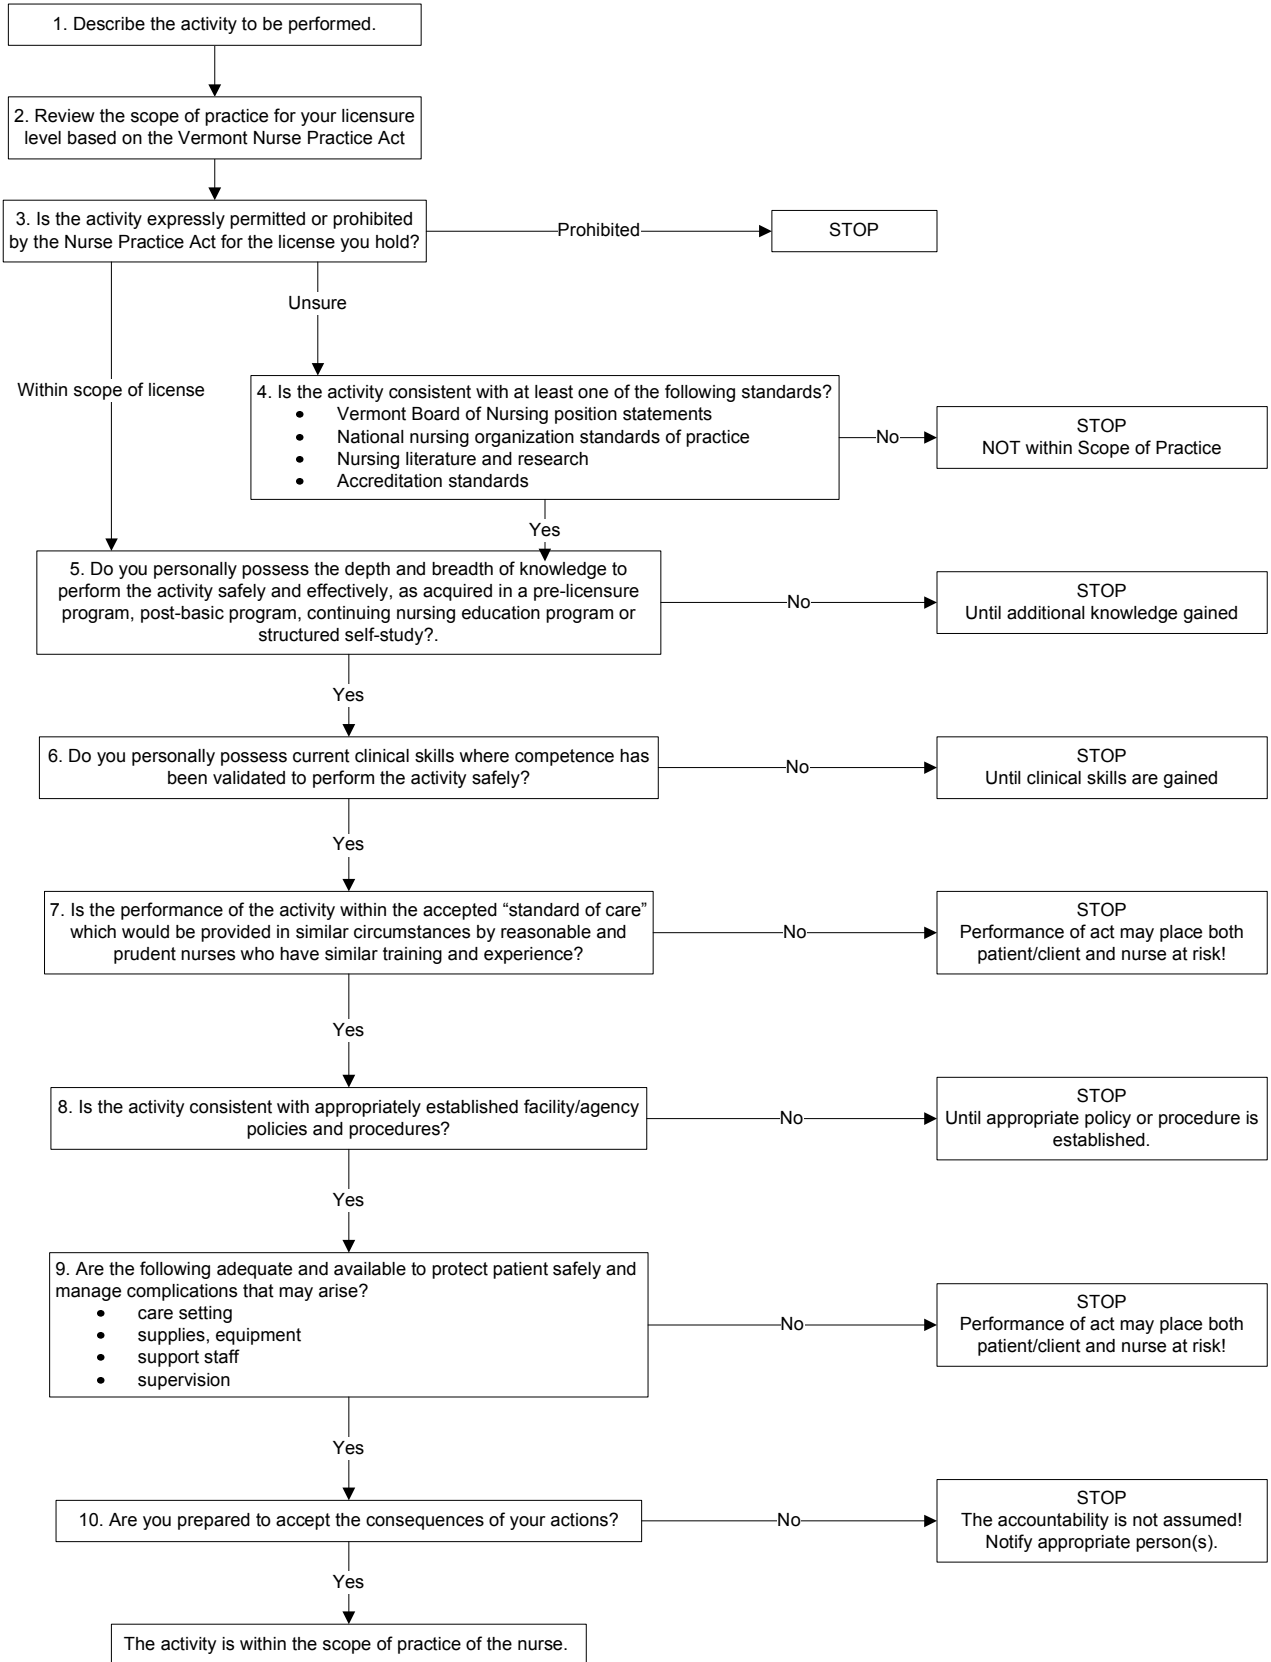 1. Describe the activity to be performed.
2. Review the scope of practice for your licensure
level based on the Vermont Nurse Practice Act
3. Is the activity expressly permitted or prohibited
by the Nurse Practice Act for the license you hold?
Prohibited
STOP
Unsure
Within scope of license
4. Is the activity consistent with at least one of the following standards?
• Vermont Board of Nursing position statements
• National nursing organization standards of practice
• Nursing literature and research
• Accreditation standards
No
STOP
NOT within Scope of Practice
Yes
5. Do you personally possess the depth and breadth of knowledge to
perform the activity safely and effectively, as acquired in a pre-licensure
program, post-basic program, continuing nursing education program or
structured self-study?.
No
STOP
Until additional knowledge gained
Yes
6. Do you personally possess current clinical skills where competence has
been validated to perform the activity safely?
No
STOP
Until clinical skills are gained
Yes
7. Is the performance of the activity within the accepted “standard of care”
which would be provided in similar circumstances by reasonable and
prudent nurses who have similar training and experience?
No
STOP
Performance of act may place both
patient/client and nurse at risk!
Yes
8. Is the activity consistent with appropriately established facility/agency
policies and procedures?
No
STOP
Until appropriate policy or procedure is
established.
Yes
9. Are the following adequate and available to protect patient safely and
manage complications that may arise?
• care setting
• supplies, equipment
• support staff
• supervision
No
STOP
Performance of act may place both
patient/client and nurse at risk!
Yes
10. Are you prepared to accept the consequences of your actions?
No
STOP
The accountability is not assumed!
Notify appropriate person(s).
Yes
The activity is within the scope of practice of the nurse.